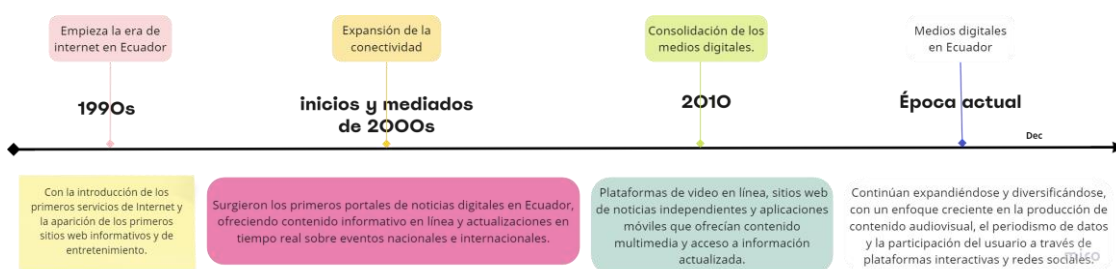 Empieza la era de
internet en Ecuador
Expansión de la
conectividad
Consolidación de los
medios digitales.
Medios digitales
en Ecuador
1990s
inicios y mediados
de 2000s
2010
Época actual
Dec
Con la introducción de los
primeros servicios de Internet y
la aparición de los primeros
sitios web informativos y de
entretenimiento.
Surgieron los primeros portales de noticias digitales en Ecuador,
ofreciendo contenido informativo en línea y actualizaciones en
tiempo real sobre eventos nacionales e internacionales.
Plataformas de video en línea, sitios web
de noticias independientes y aplicaciones
móviles que ofrecían contenido
multimedia y acceso a información
actualizada.
Continúan expandiéndose y diversificándose,
con un enfoque creciente en la producción de
contenido audiovisual, el periodismo de datos
y la participación del usuario a través de
plataformas interactivas y redes sociales.
miro